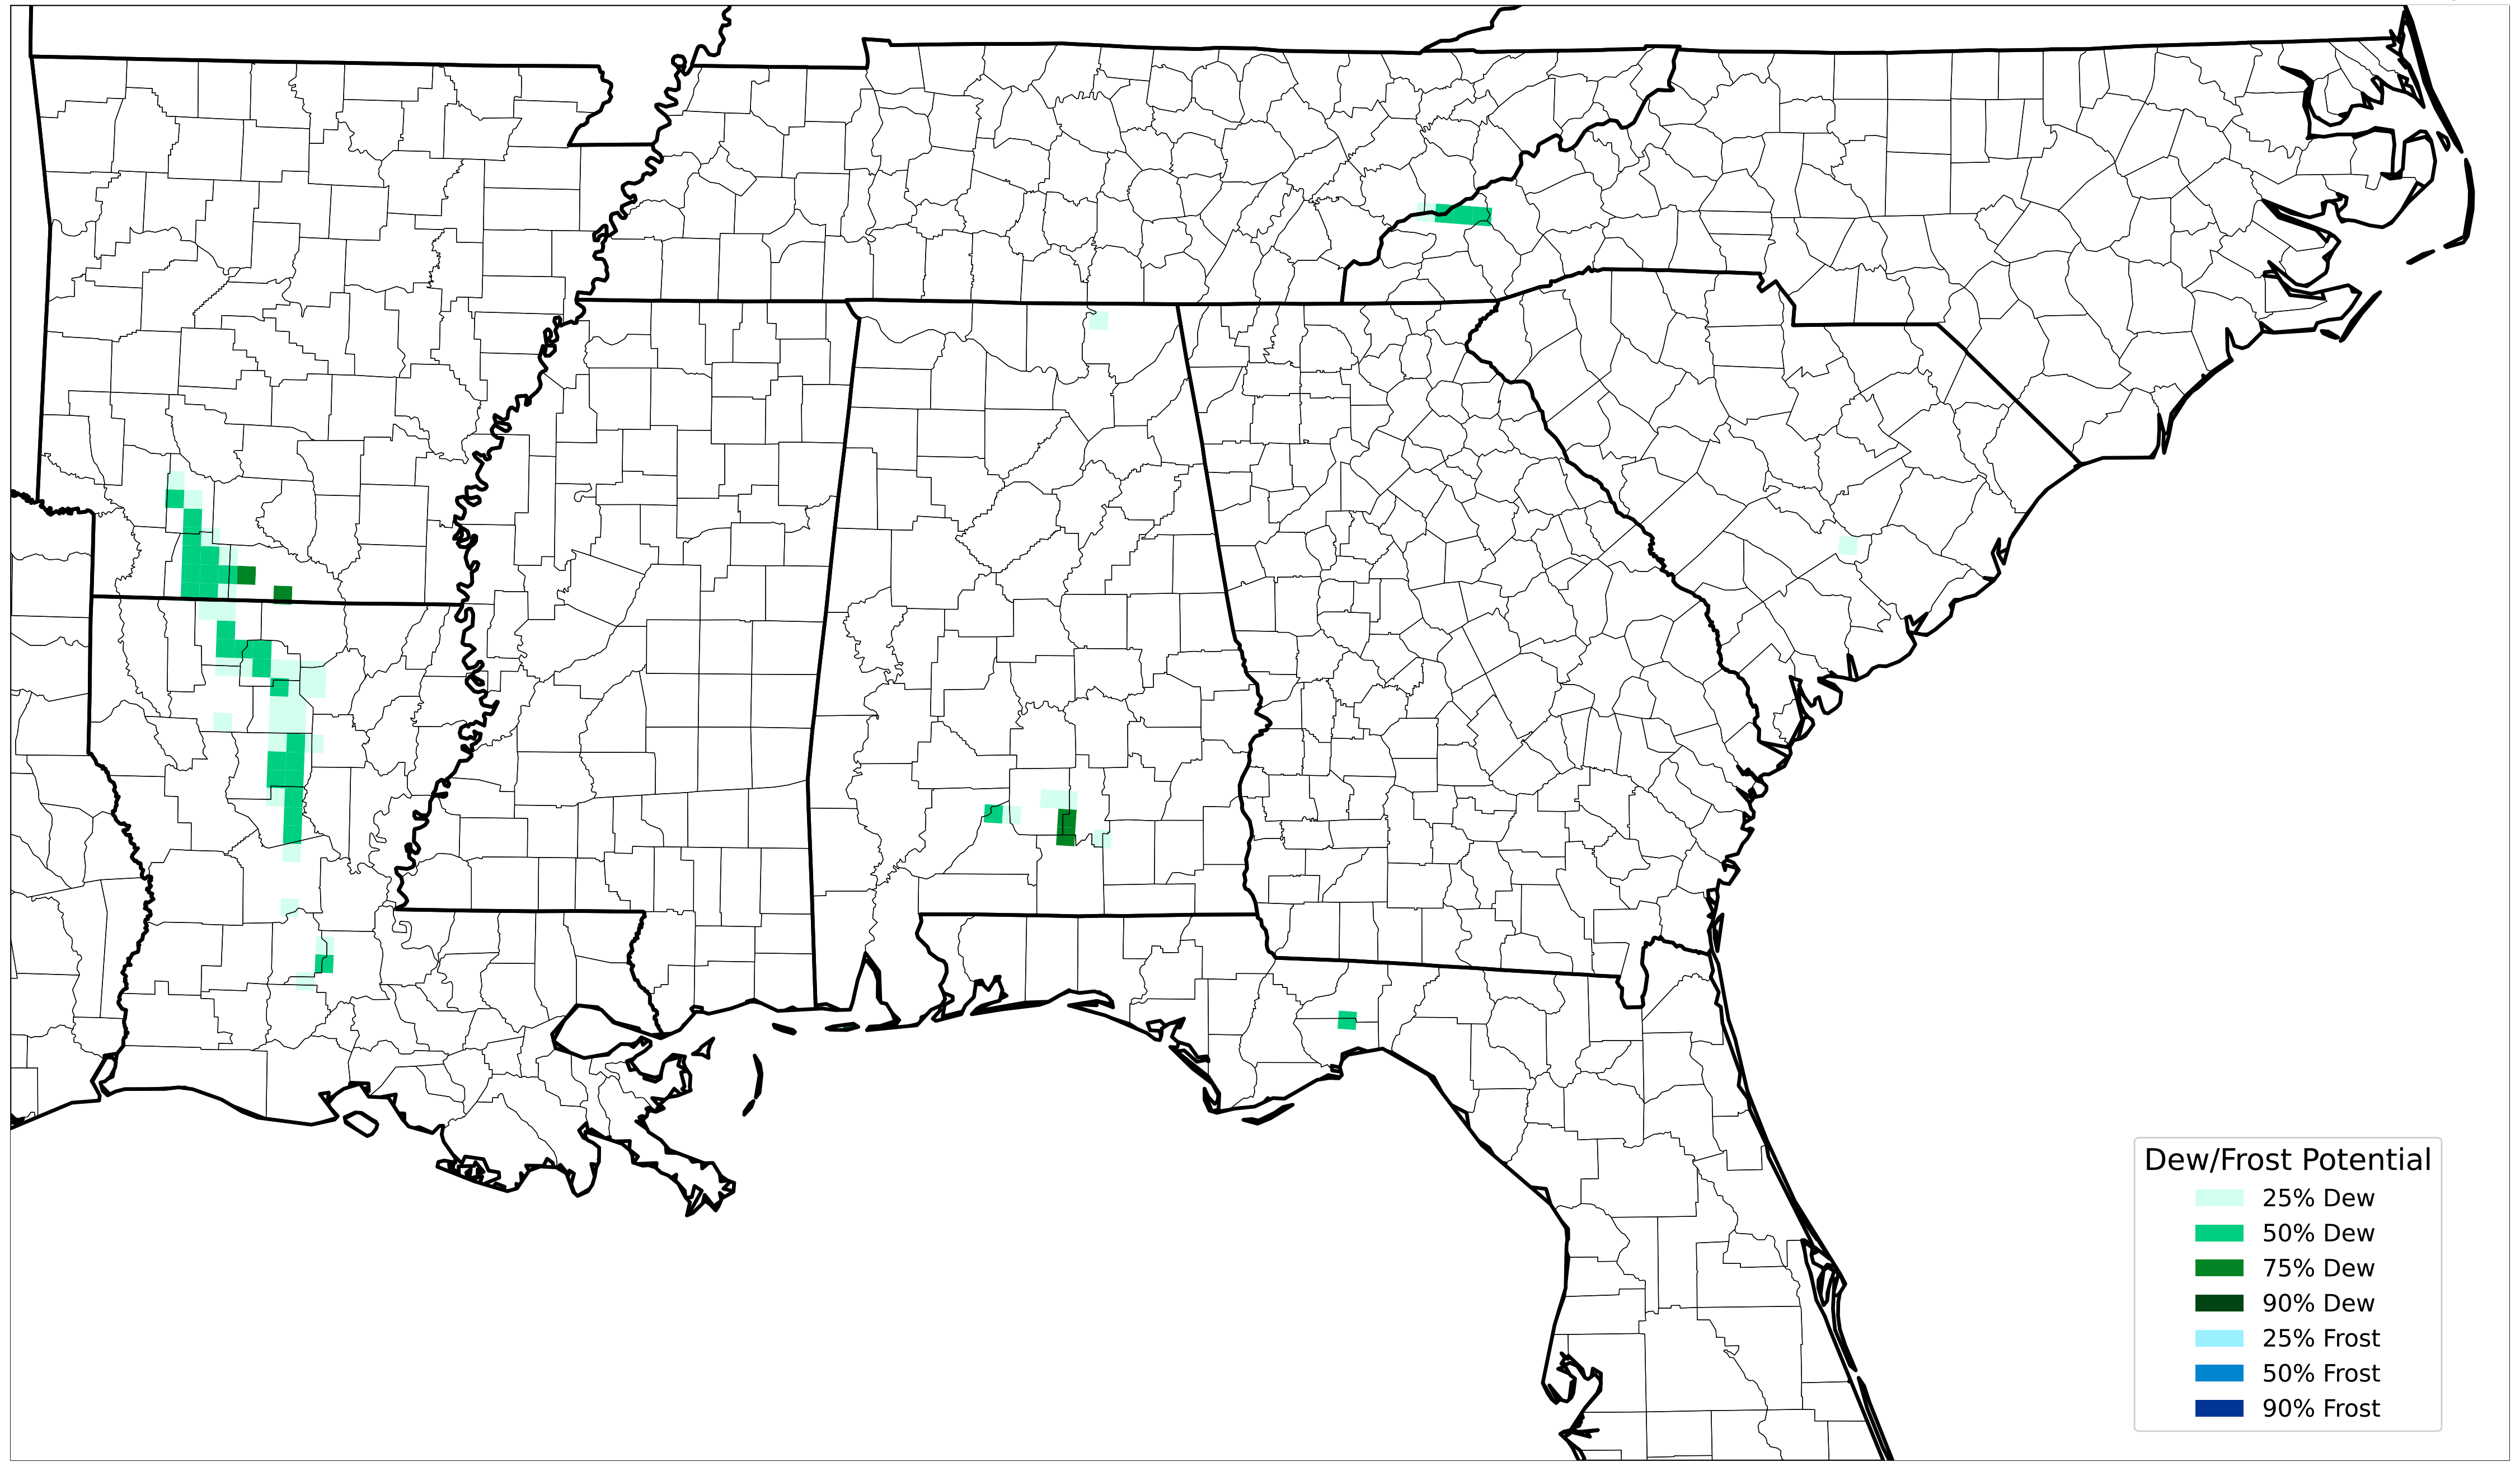 Dew/Frost Potential
25% Dew
50% Dew
75% Dew
90% Dew
25% Frost
50% Frost
90% Frost